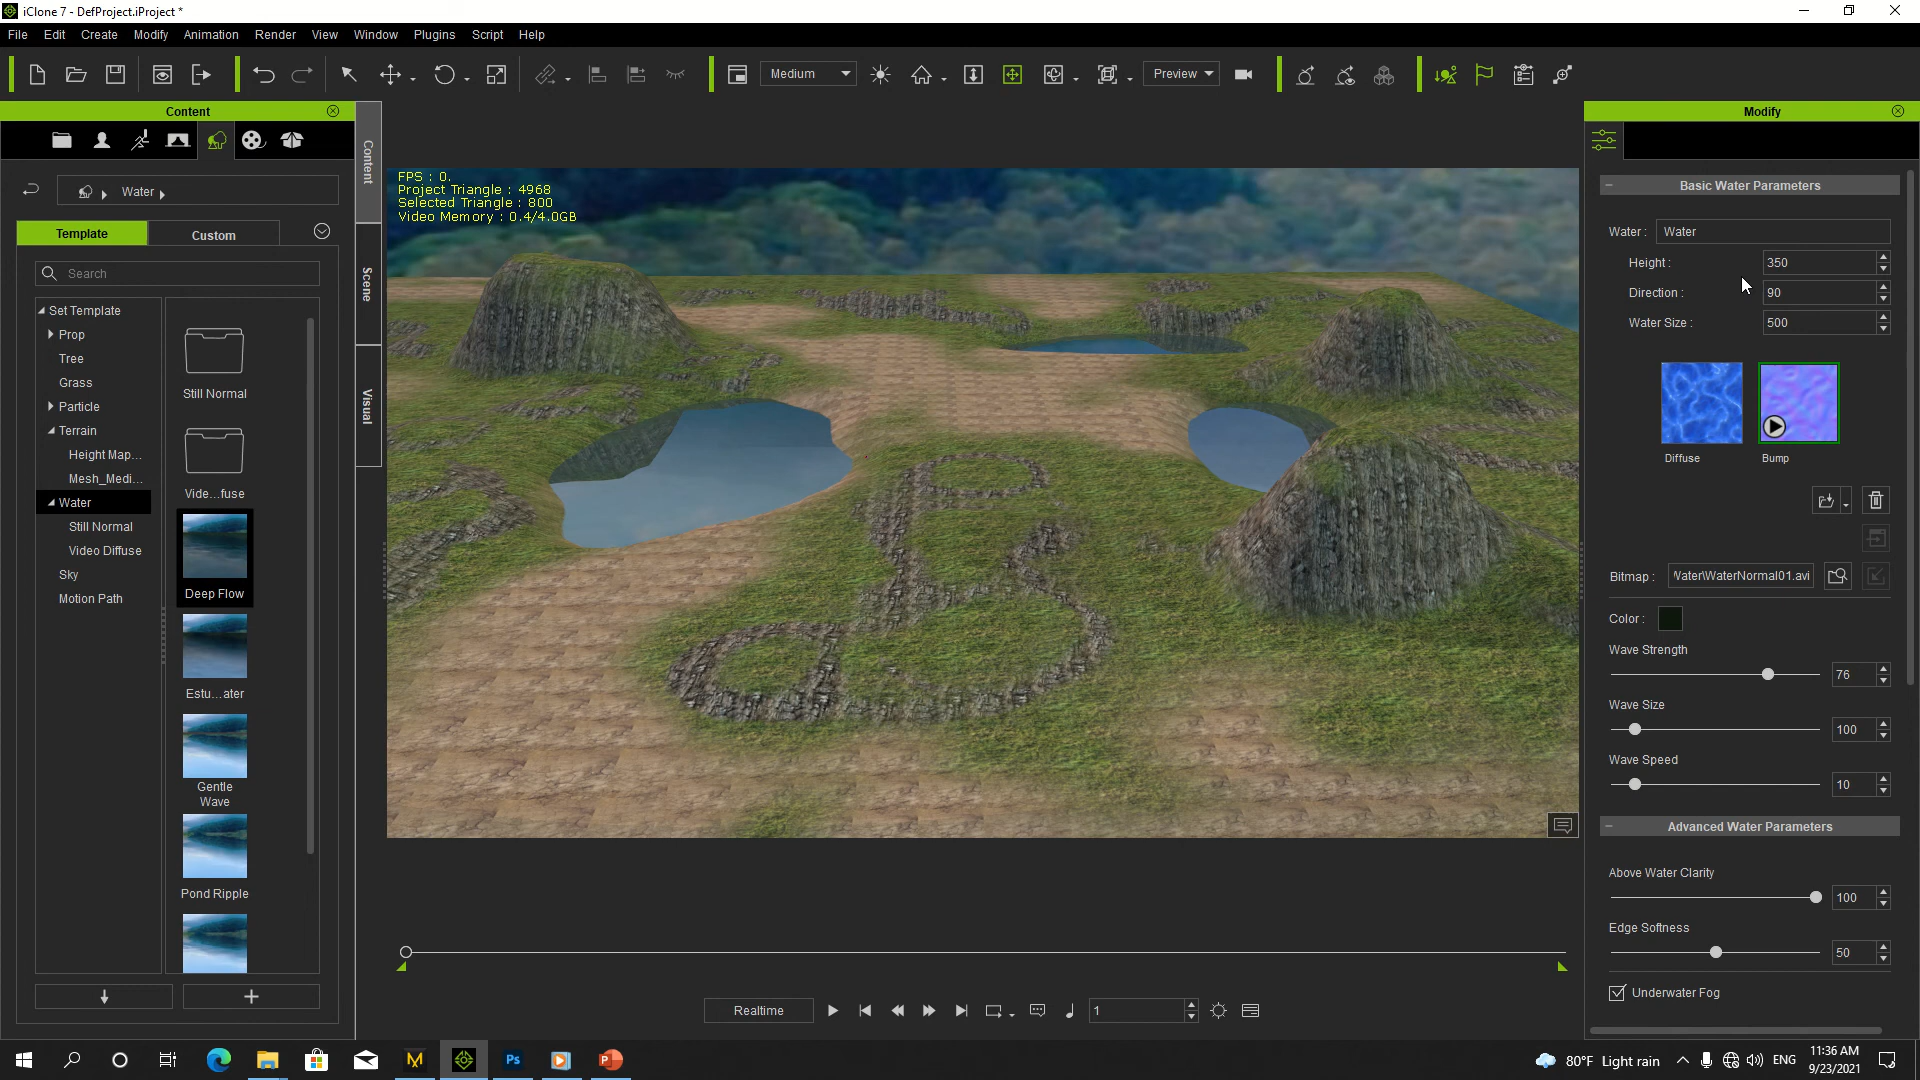 iClone 7 - DefProject.iProject *
File Edit Create Modify Animation Render View Window Plugins Script Help
Medium
Preview
Content
Water
Template
Custom
Search
Set Template
Prop
Tree
Grass
Particle
Terrain
Height Map...
Mesh_Medi...
Water
Still Normal
Video Diffuse
Sky
Motion Path
Still Normal
Vide...fuse
Deep Flow
Estu...ater
Gentle
Wave
Pond Ripple
Content
Scene
Visual
FPS : 0.
Project Triangle : 4968
Selected Triangle : 800
Video Memory : 0.4/4.0GB
Realtime
1
Modify
Basic Water Parameters
Water : Water
Height : 350
Direction : 90
Water Size : 500
Diffuse
Bump
Bitmap : Water\WaterNormal01.avi
Color :
Wave Strength
76
Wave Size
100
Wave Speed
10
Advanced Water Parameters
Above Water Clarity
100
Edge Softness
50
Underwater Fog
Ps
80°F Light rain
ENG
11:36 AM
9/23/2021